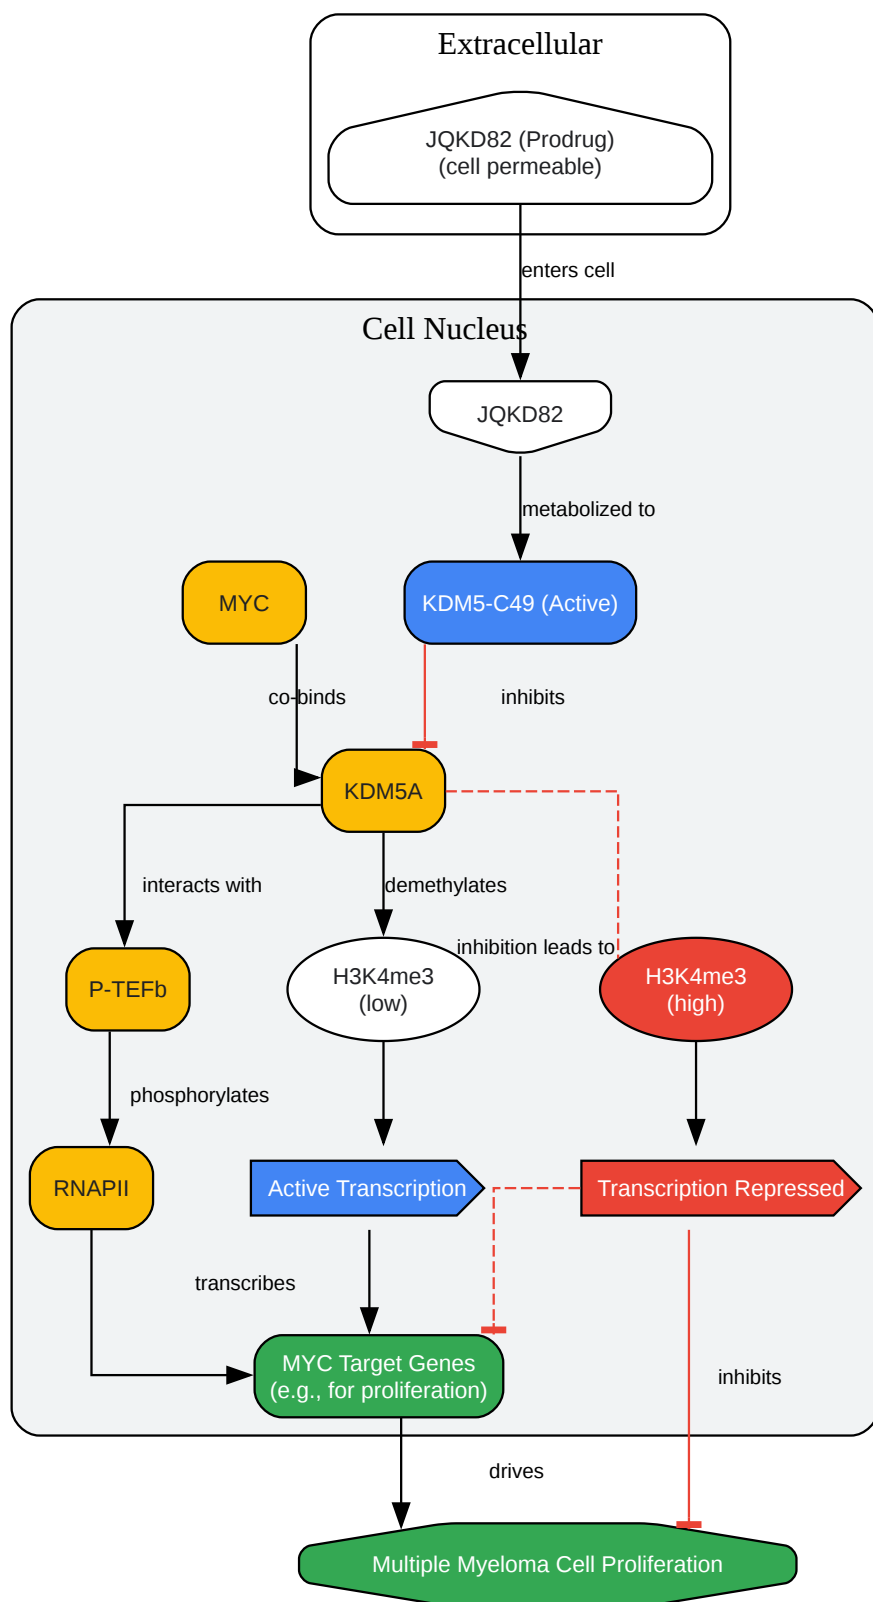 Extracellular
JQKD82 (Prodrug)
(cell permeable)
enters cell
Cell Nucleus
JQKD82
metabolized to
MYC
KDM5-C49 (Active)
co-binds
inhibits
KDM5A
interacts with
demethylates
inhibition leads to
P-TEFb
H3K4me3
(low)
H3K4me3
(high)
phosphorylates
RNAPII
Active Transcription
Transcription Repressed
transcribes
MYC Target Genes
(e.g., for proliferation)
inhibits
drives
Multiple Myeloma Cell Proliferation